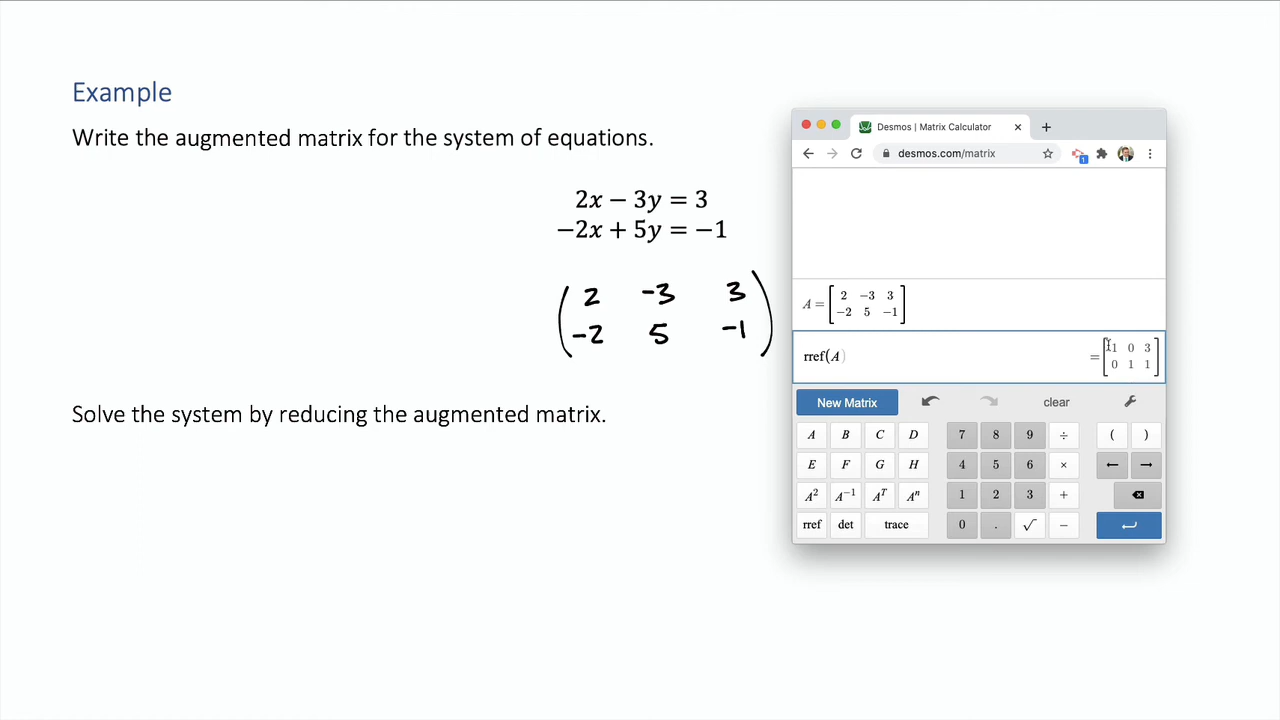 Example
Write the augmented matrix for the system of equations.
2x − 3y = 3
−2x + 5y = −1
2 -3 3
-2 5 -1
Solve the system by reducing the augmented matrix.
Desmos | Matrix Calculator
desmos.com/matrix
1
A = [2 −3 3
−2 5 −1]
rref(A) = [1 0 3
0 1 1]
New Matrix clear
A B C D 7 8 9 ÷ ( )
E F G H 4 5 6 × ← →
A² A⁻¹ Aᵀ Aⁿ 1 2 3 +
rref det trace 0 . √ −